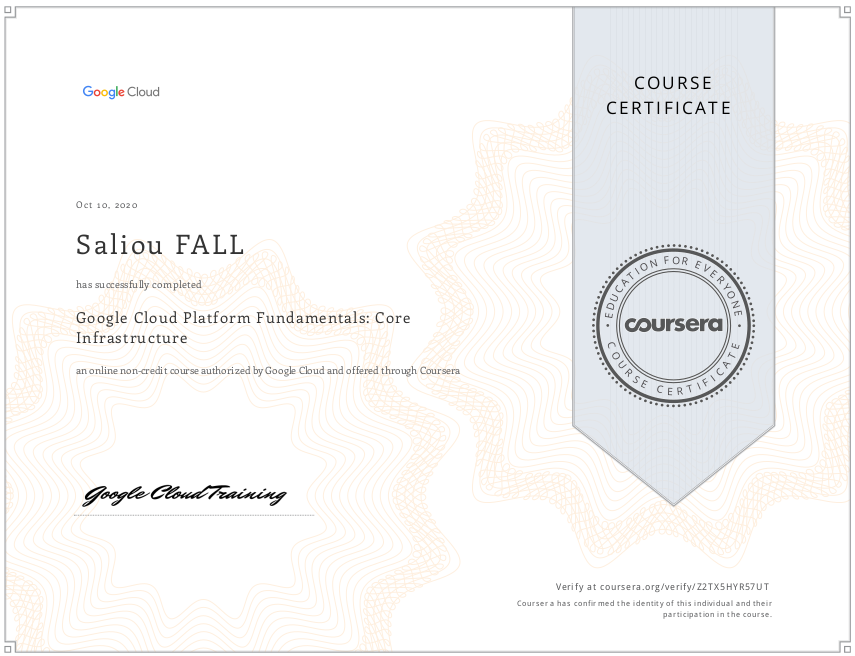 Google Cloud
COURSE
CERTIFICATE
Oct 10, 2020
Saliou FALL
has successfully completed
Google Cloud Platform Fundamentals: Core
Infrastructure
an online non-credit course authorized by Google Cloud and offered through Coursera
EDUCATION FOR EVERYONE
coursera
COURSE CERTIFICATE
Google Cloud Training
Verify at coursera.org/verify/Z2TX5HYR57UT
Coursera has confirmed the identity of this individual and their
participation in the course.